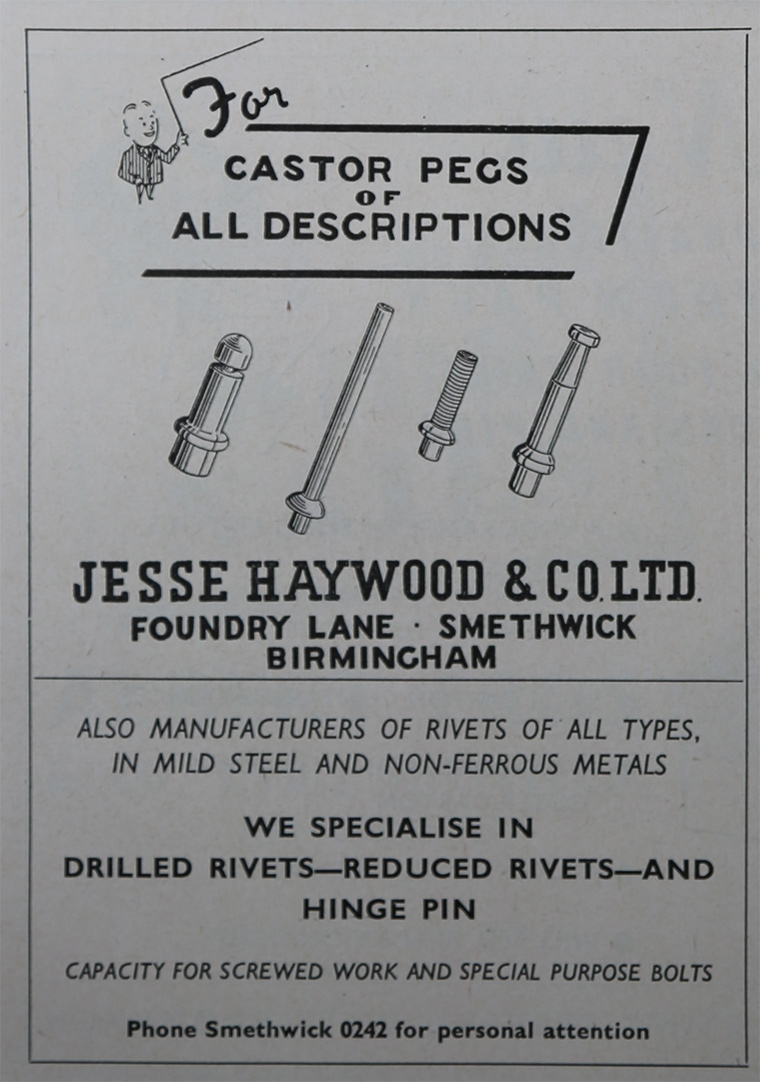 For
CASTOR PEGS
OF
ALL DESCRIPTIONS
JESSE HAYWOOD & CO. LTD.
FOUNDRY LANE · SMETHWICK
BIRMINGHAM
ALSO MANUFACTURERS OF RIVETS OF ALL TYPES,
IN MILD STEEL AND NON-FERROUS METALS
WE SPECIALISE IN
DRILLED RIVETS—REDUCED RIVETS—AND
HINGE PIN
CAPACITY FOR SCREWED WORK AND SPECIAL PURPOSE BOLTS
Phone Smethwick 0242 for personal attention